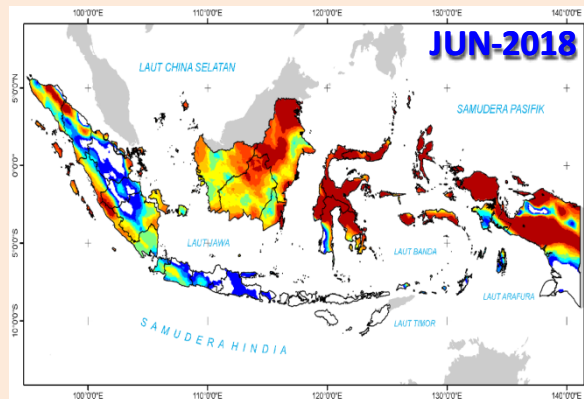 100°0'0"E 110°0'0"E 120°0'0"E 130°0'0"E 140°0'0"E
JUN-2018
LAUT CHINA SELATAN
SAMUDERA PASIFIK
5°0'0"N
0°0'0"
5°0'0"S
10°0'0"S
LAUT JAWA
LAUT BANDA
LAUT ARAFURA
LAUT TIMOR
SAMUDERA HINDIA
100°0'0"E 110°0'0"E 120°0'0"E 130°0'0"E 140°0'0"E